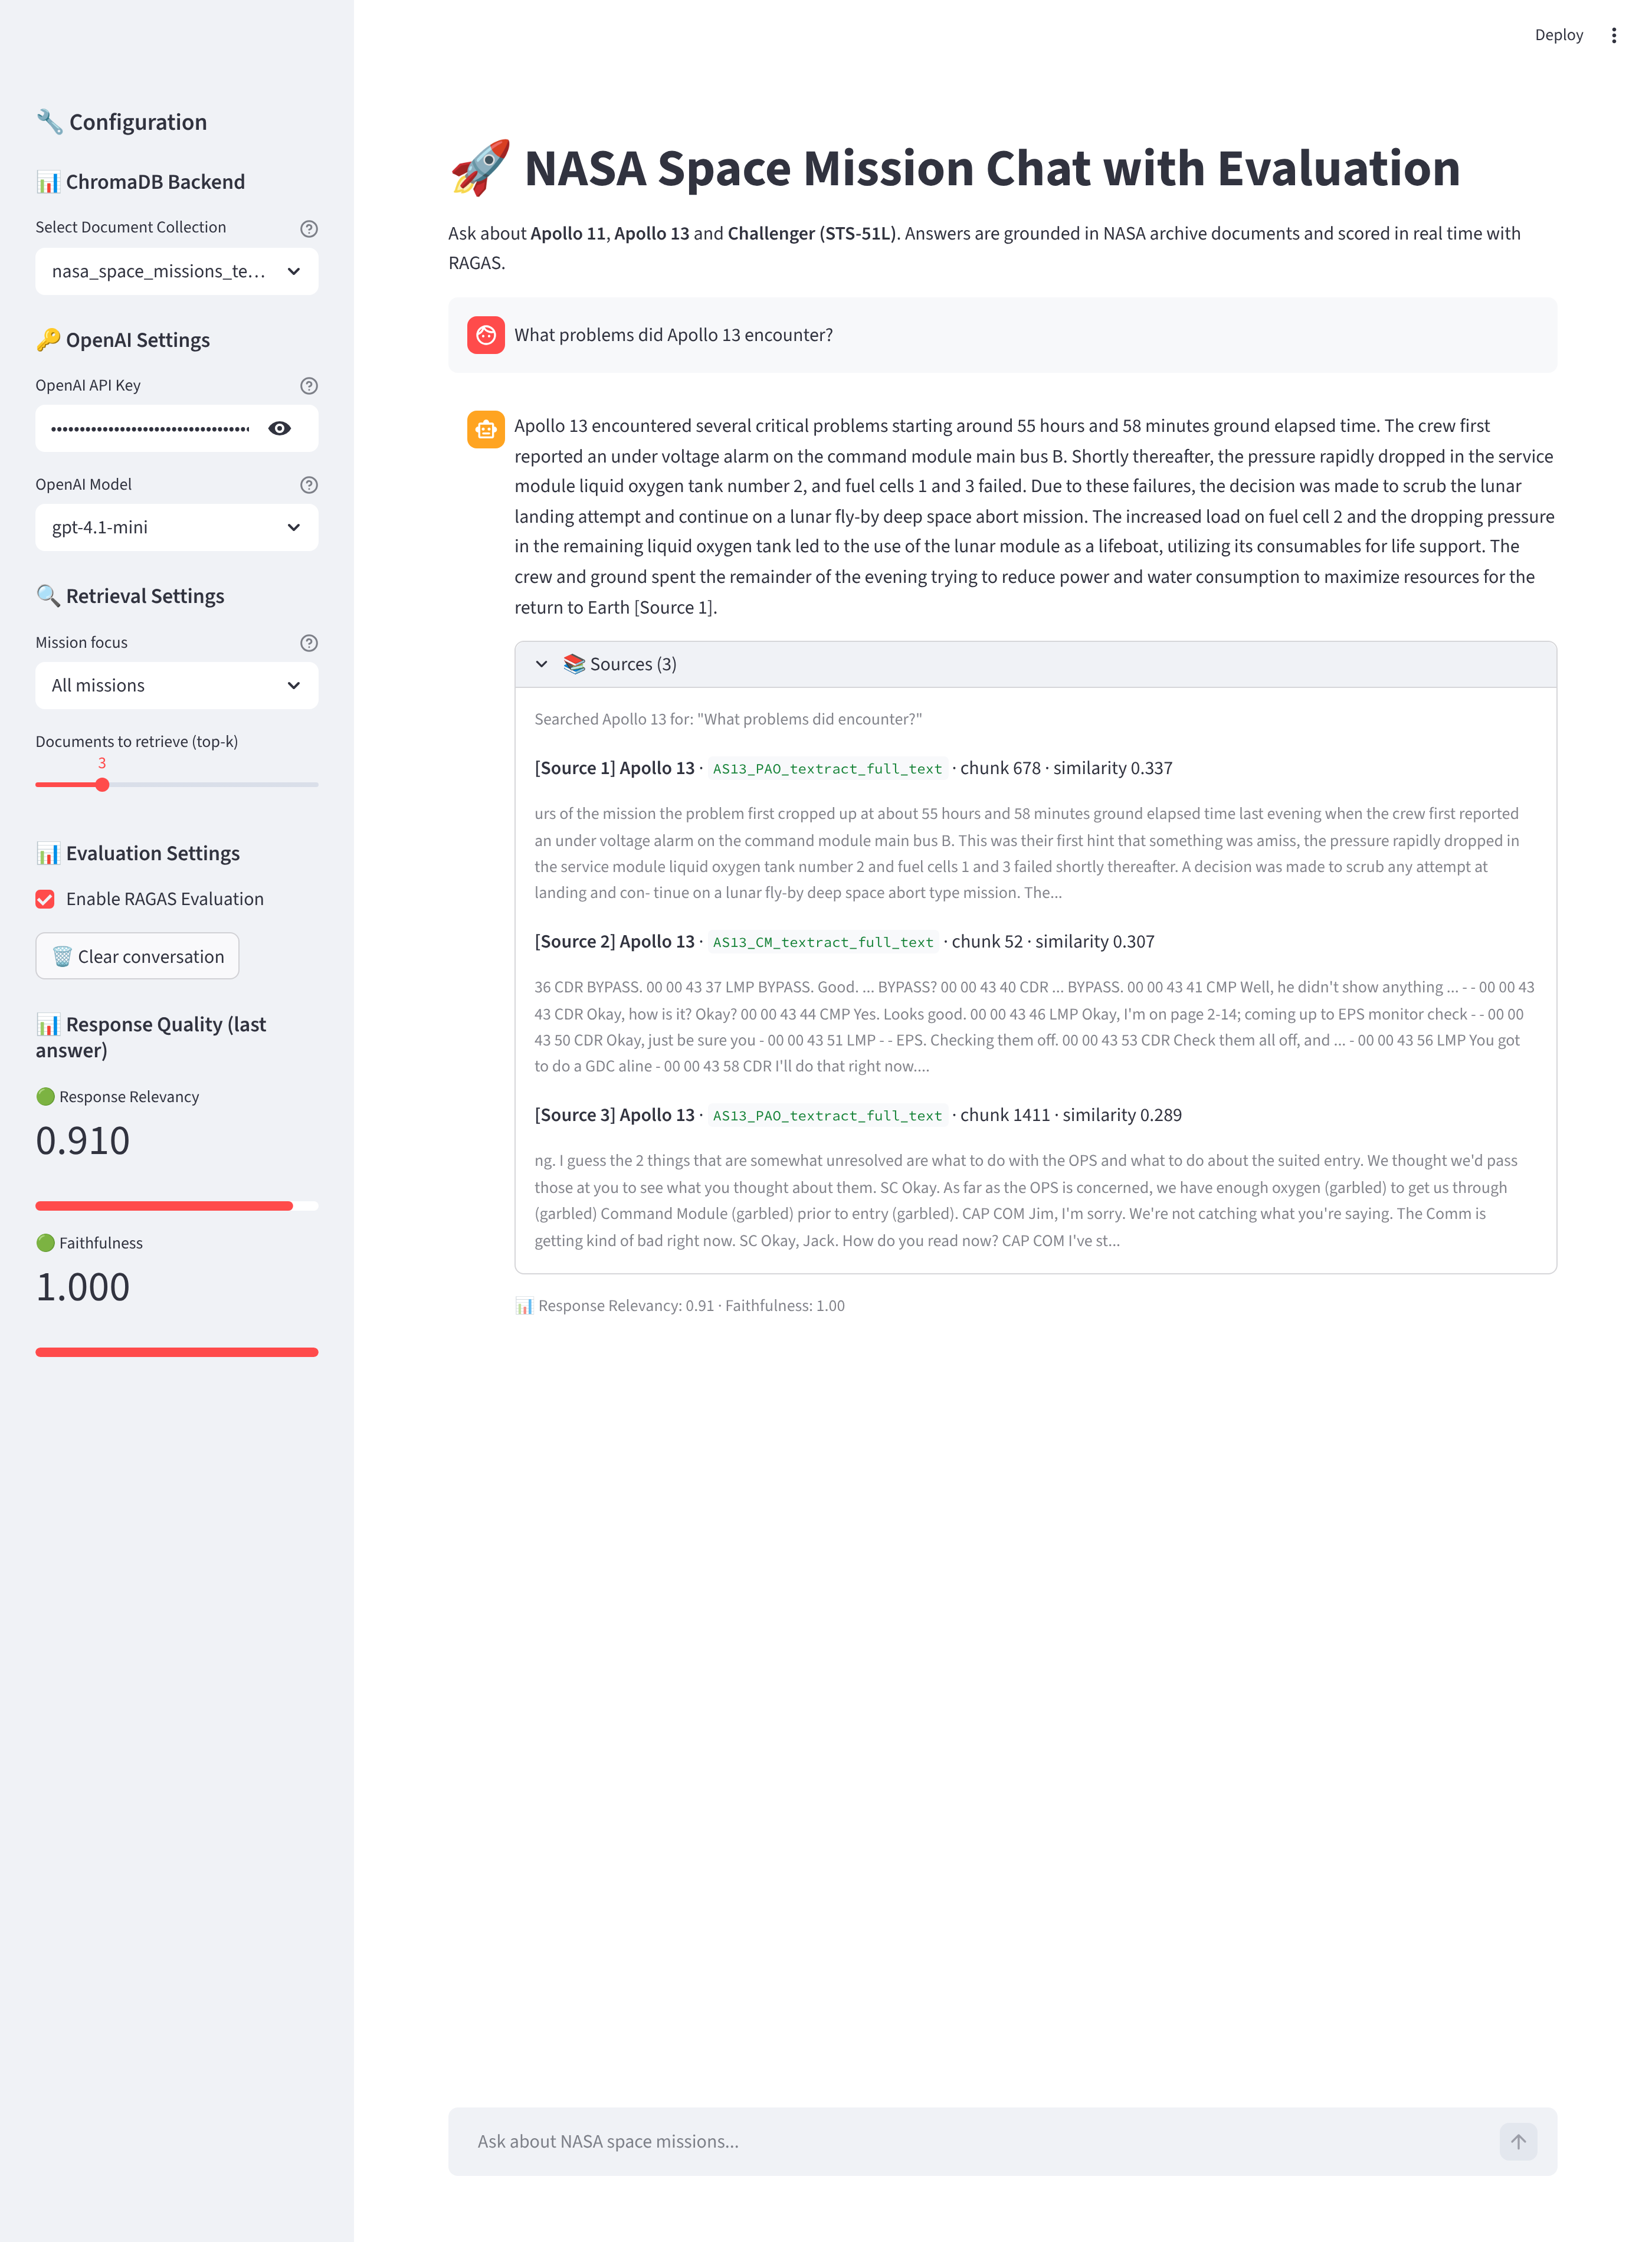 Deploy
🔧 Configuration
📊 ChromaDB Backend
Select Document Collection
nasa_space_missions_te...
🔑 OpenAI Settings
OpenAI API Key
OpenAI Model
gpt-4.1-mini
🔍 Retrieval Settings
Mission focus
All missions
Documents to retrieve (top-k)
3
📊 Evaluation Settings
Enable RAGAS Evaluation
🗑️ Clear conversation
📊 Response Quality (last
answer)
🟢 Response Relevancy
0.910
🟢 Faithfulness
1.000
🚀 NASA Space Mission Chat with Evaluation
Ask about Apollo 11, Apollo 13 and Challenger (STS-51L). Answers are grounded in NASA archive documents and scored in real time with
RAGAS.
What problems did Apollo 13 encounter?
Apollo 13 encountered several critical problems starting around 55 hours and 58 minutes ground elapsed time. The crew first
reported an under voltage alarm on the command module main bus B. Shortly thereafter, the pressure rapidly dropped in the service
module liquid oxygen tank number 2, and fuel cells 1 and 3 failed. Due to these failures, the decision was made to scrub the lunar
landing attempt and continue on a lunar fly-by deep space abort mission. The increased load on fuel cell 2 and the dropping pressure
in the remaining liquid oxygen tank led to the use of the lunar module as a lifeboat, utilizing its consumables for life support. The
crew and ground spent the remainder of the evening trying to reduce power and water consumption to maximize resources for the
return to Earth [Source 1].
📚 Sources (3)
Searched Apollo 13 for: "What problems did encounter?"
[Source 1] Apollo 13 · AS13_PAO_textract_full_text · chunk 678 · similarity 0.337
urs of the mission the problem first cropped up at about 55 hours and 58 minutes ground elapsed time last evening when the crew first reported
an under voltage alarm on the command module main bus B. This was their first hint that something was amiss, the pressure rapidly dropped in
the service module liquid oxygen tank number 2 and fuel cells 1 and 3 failed shortly thereafter. A decision was made to scrub any attempt at
landing and con- tinue on a lunar fly-by deep space abort type mission. The...
[Source 2] Apollo 13 · AS13_CM_textract_full_text · chunk 52 · similarity 0.307
36 CDR BYPASS. 00 00 43 37 LMP BYPASS. Good. ... BYPASS? 00 00 43 40 CDR ... BYPASS. 00 00 43 41 CMP Well, he didn't show anything ... - - 00 00 43
43 CDR Okay, how is it? Okay? 00 00 43 44 CMP Yes. Looks good. 00 00 43 46 LMP Okay, I'm on page 2-14; coming up to EPS monitor check - - 00 00
43 50 CDR Okay, just be sure you - 00 00 43 51 LMP - - EPS. Checking them off. 00 00 43 53 CDR Check them all off, and ... - 00 00 43 56 LMP You got
to do a GDC aline - 00 00 43 58 CDR I'll do that right now....
[Source 3] Apollo 13 · AS13_PAO_textract_full_text · chunk 1411 · similarity 0.289
ng. I guess the 2 things that are somewhat unresolved are what to do with the OPS and what to do about the suited entry. We thought we'd pass
those at you to see what you thought about them. SC Okay. As far as the OPS is concerned, we have enough oxygen (garbled) to get us through
(garbled) Command Module (garbled) prior to entry (garbled). CAP COM Jim, I'm sorry. We're not catching what you're saying. The Comm is
getting kind of bad right now. SC Okay, Jack. How do you read now? CAP COM I've st...
📊 Response Relevancy: 0.91 · Faithfulness: 1.00
Ask about NASA space missions...